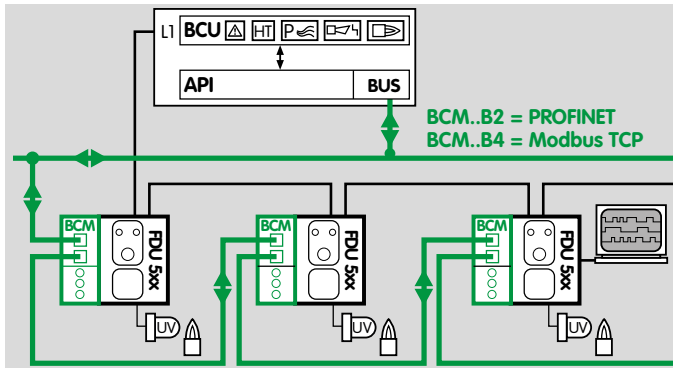 L1 BCU HT P
API BUS
BCM..B2 = PROFINET
BCM..B4 = Modbus TCP
BCM FDU 5xx
BCM FDU 5xx
BCM FDU 5xx
UV
UV
UV